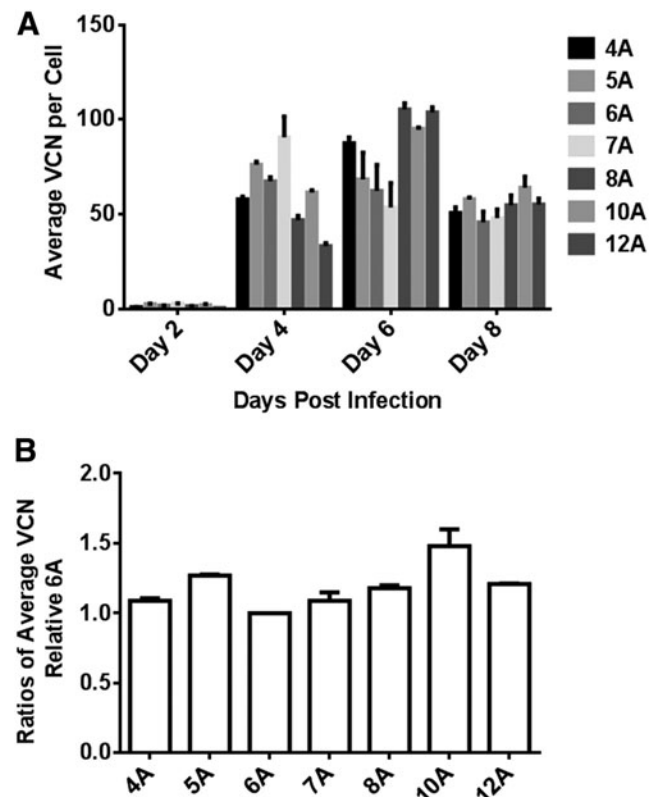 A
150
100
50
0
Average VCN per Cell
Day 2
Day 4
Day 6
Day 8
Days Post Infection
4A
5A
6A
7A
8A
10A
12A
B
2.0
1.5
1.0
0.5
0.0
Ratios of Average VCN
Relative 6A
4A
5A
6A
7A
8A
10A
12A